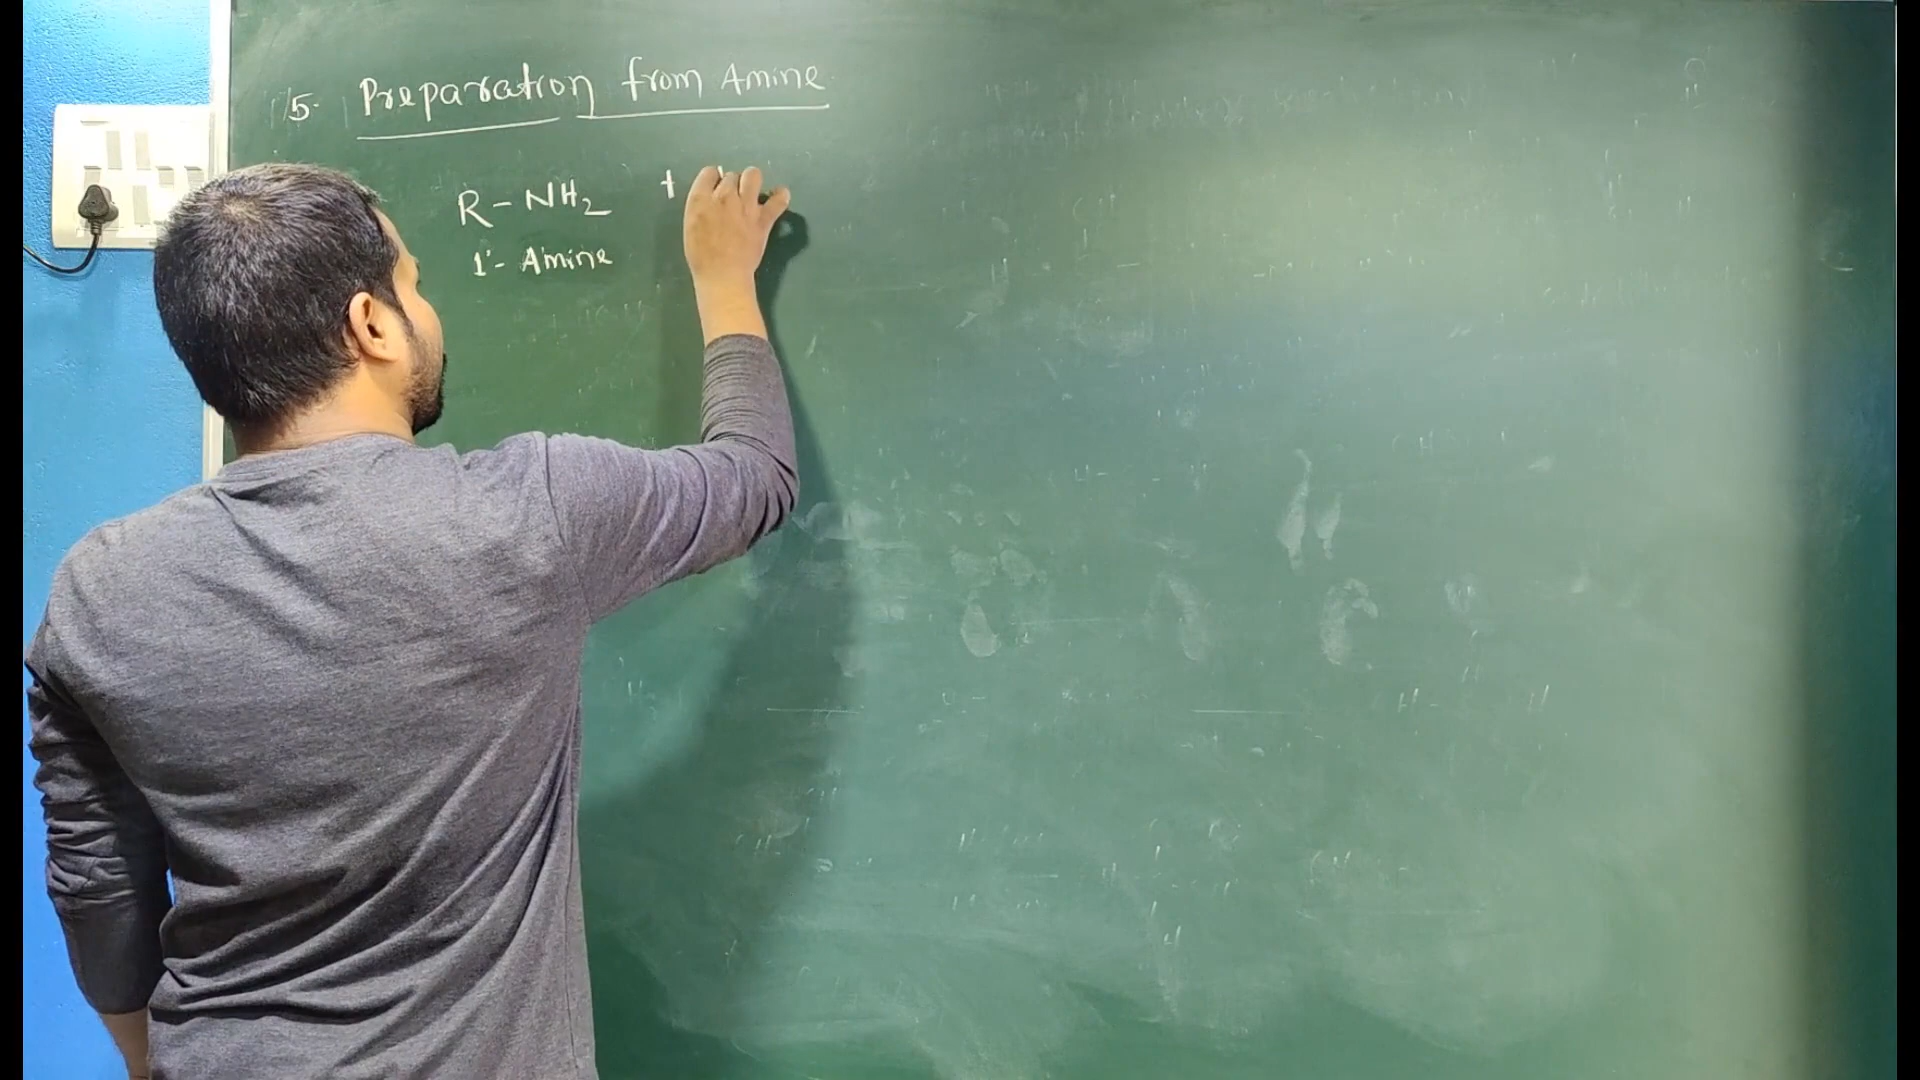 5. Preparation from Amine
R - NH2 +
1°- Amine